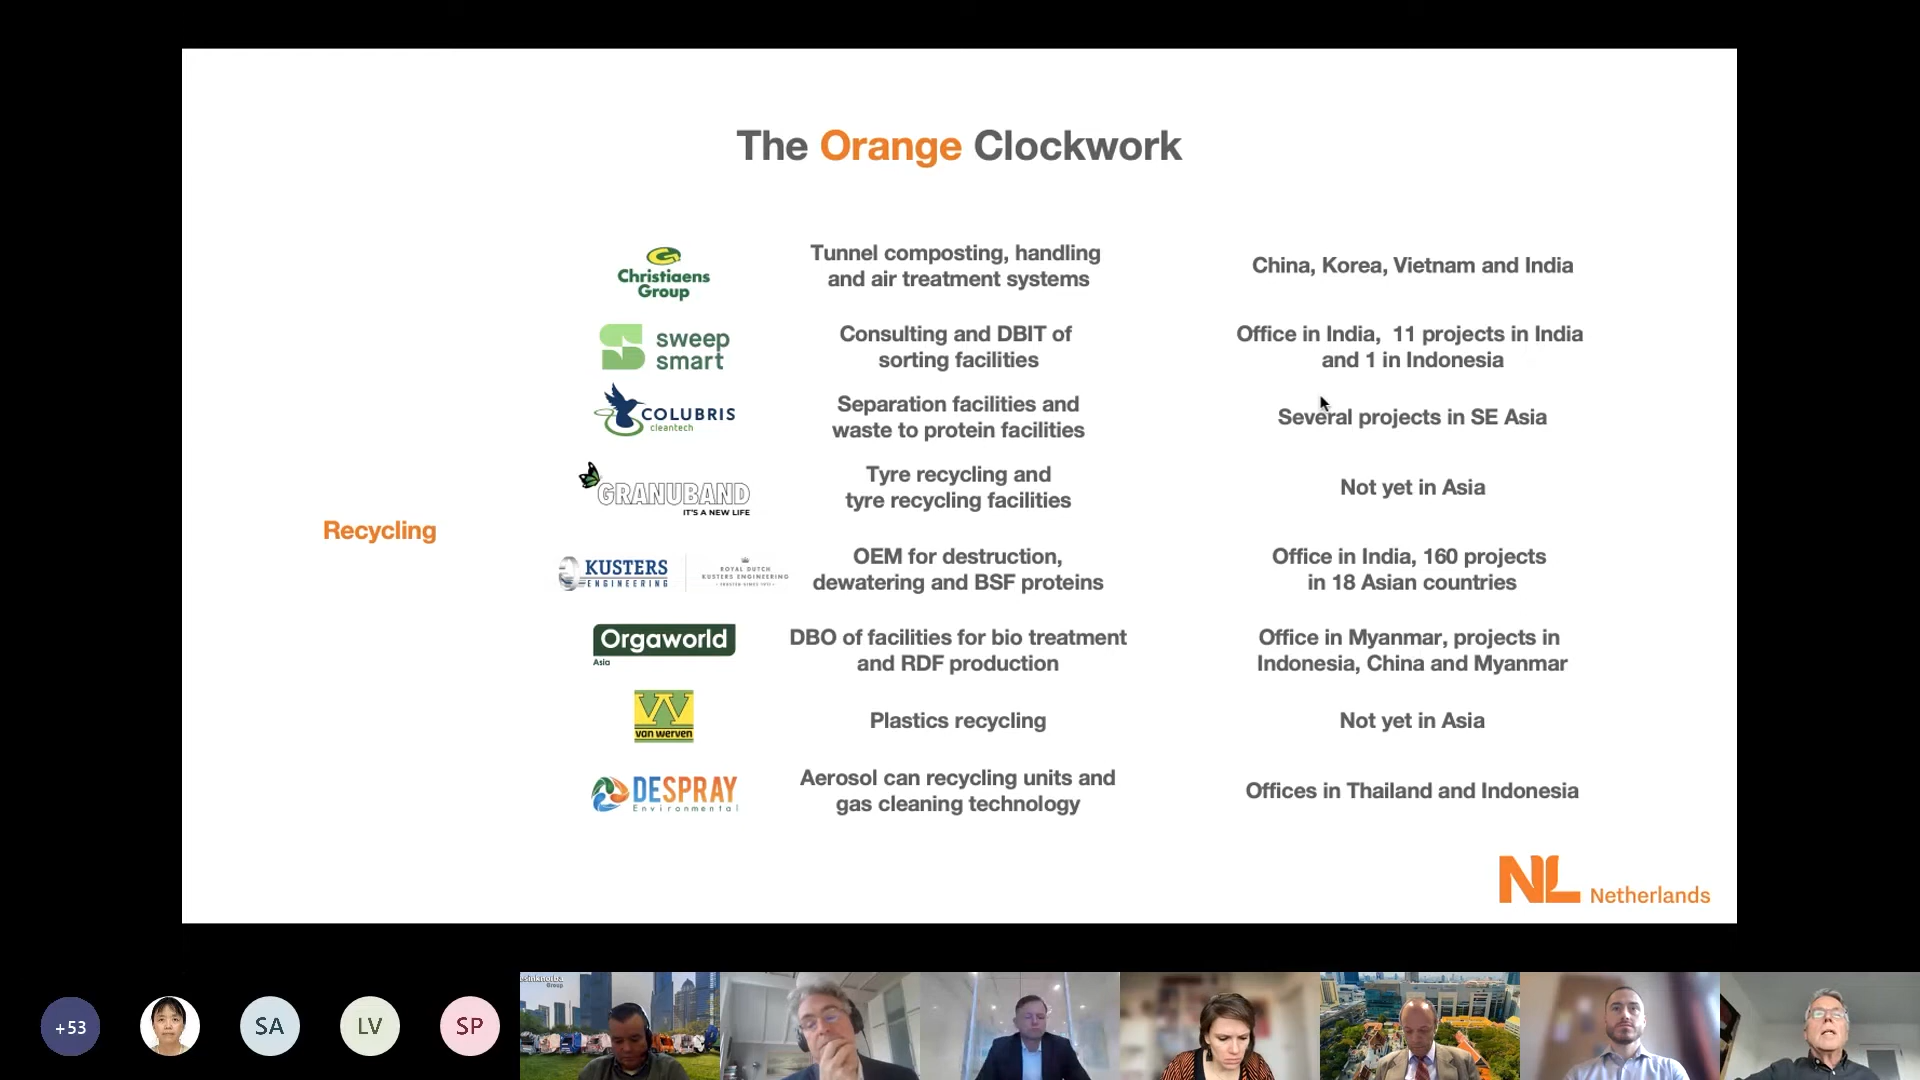 The Orange Clockwork
Recycling
Christiaens
Group
Tunnel composting, handling
and air treatment systems
China, Korea, Vietnam and India
sweep
smart
Consulting and DBIT of
sorting facilities
Office in India, 11 projects in India
and 1 in Indonesia
COLUBRIS
cleantech
Separation facilities and
waste to protein facilities
Several projects in SE Asia
GRANUBAND
IT'S A NEW LIFE
Tyre recycling and
tyre recycling facilities
Not yet in Asia
KUSTERS
ENGINEERING
ROYAL DUTCH
KUSTERS ENGINEERING
OEM for destruction,
dewatering and BSF proteins
Office in India, 160 projects
in 18 Asian countries
Orgaworld
Asia
DBO of facilities for bio treatment
and RDF production
Office in Myanmar, projects in
Indonesia, China and Myanmar
van werven
Plastics recycling
Not yet in Asia
DESPRAY
Environmental
Aerosol can recycling units and
gas cleaning technology
Offices in Thailand and Indonesia
NL Netherlands
+53
SA
LV
SP
Group